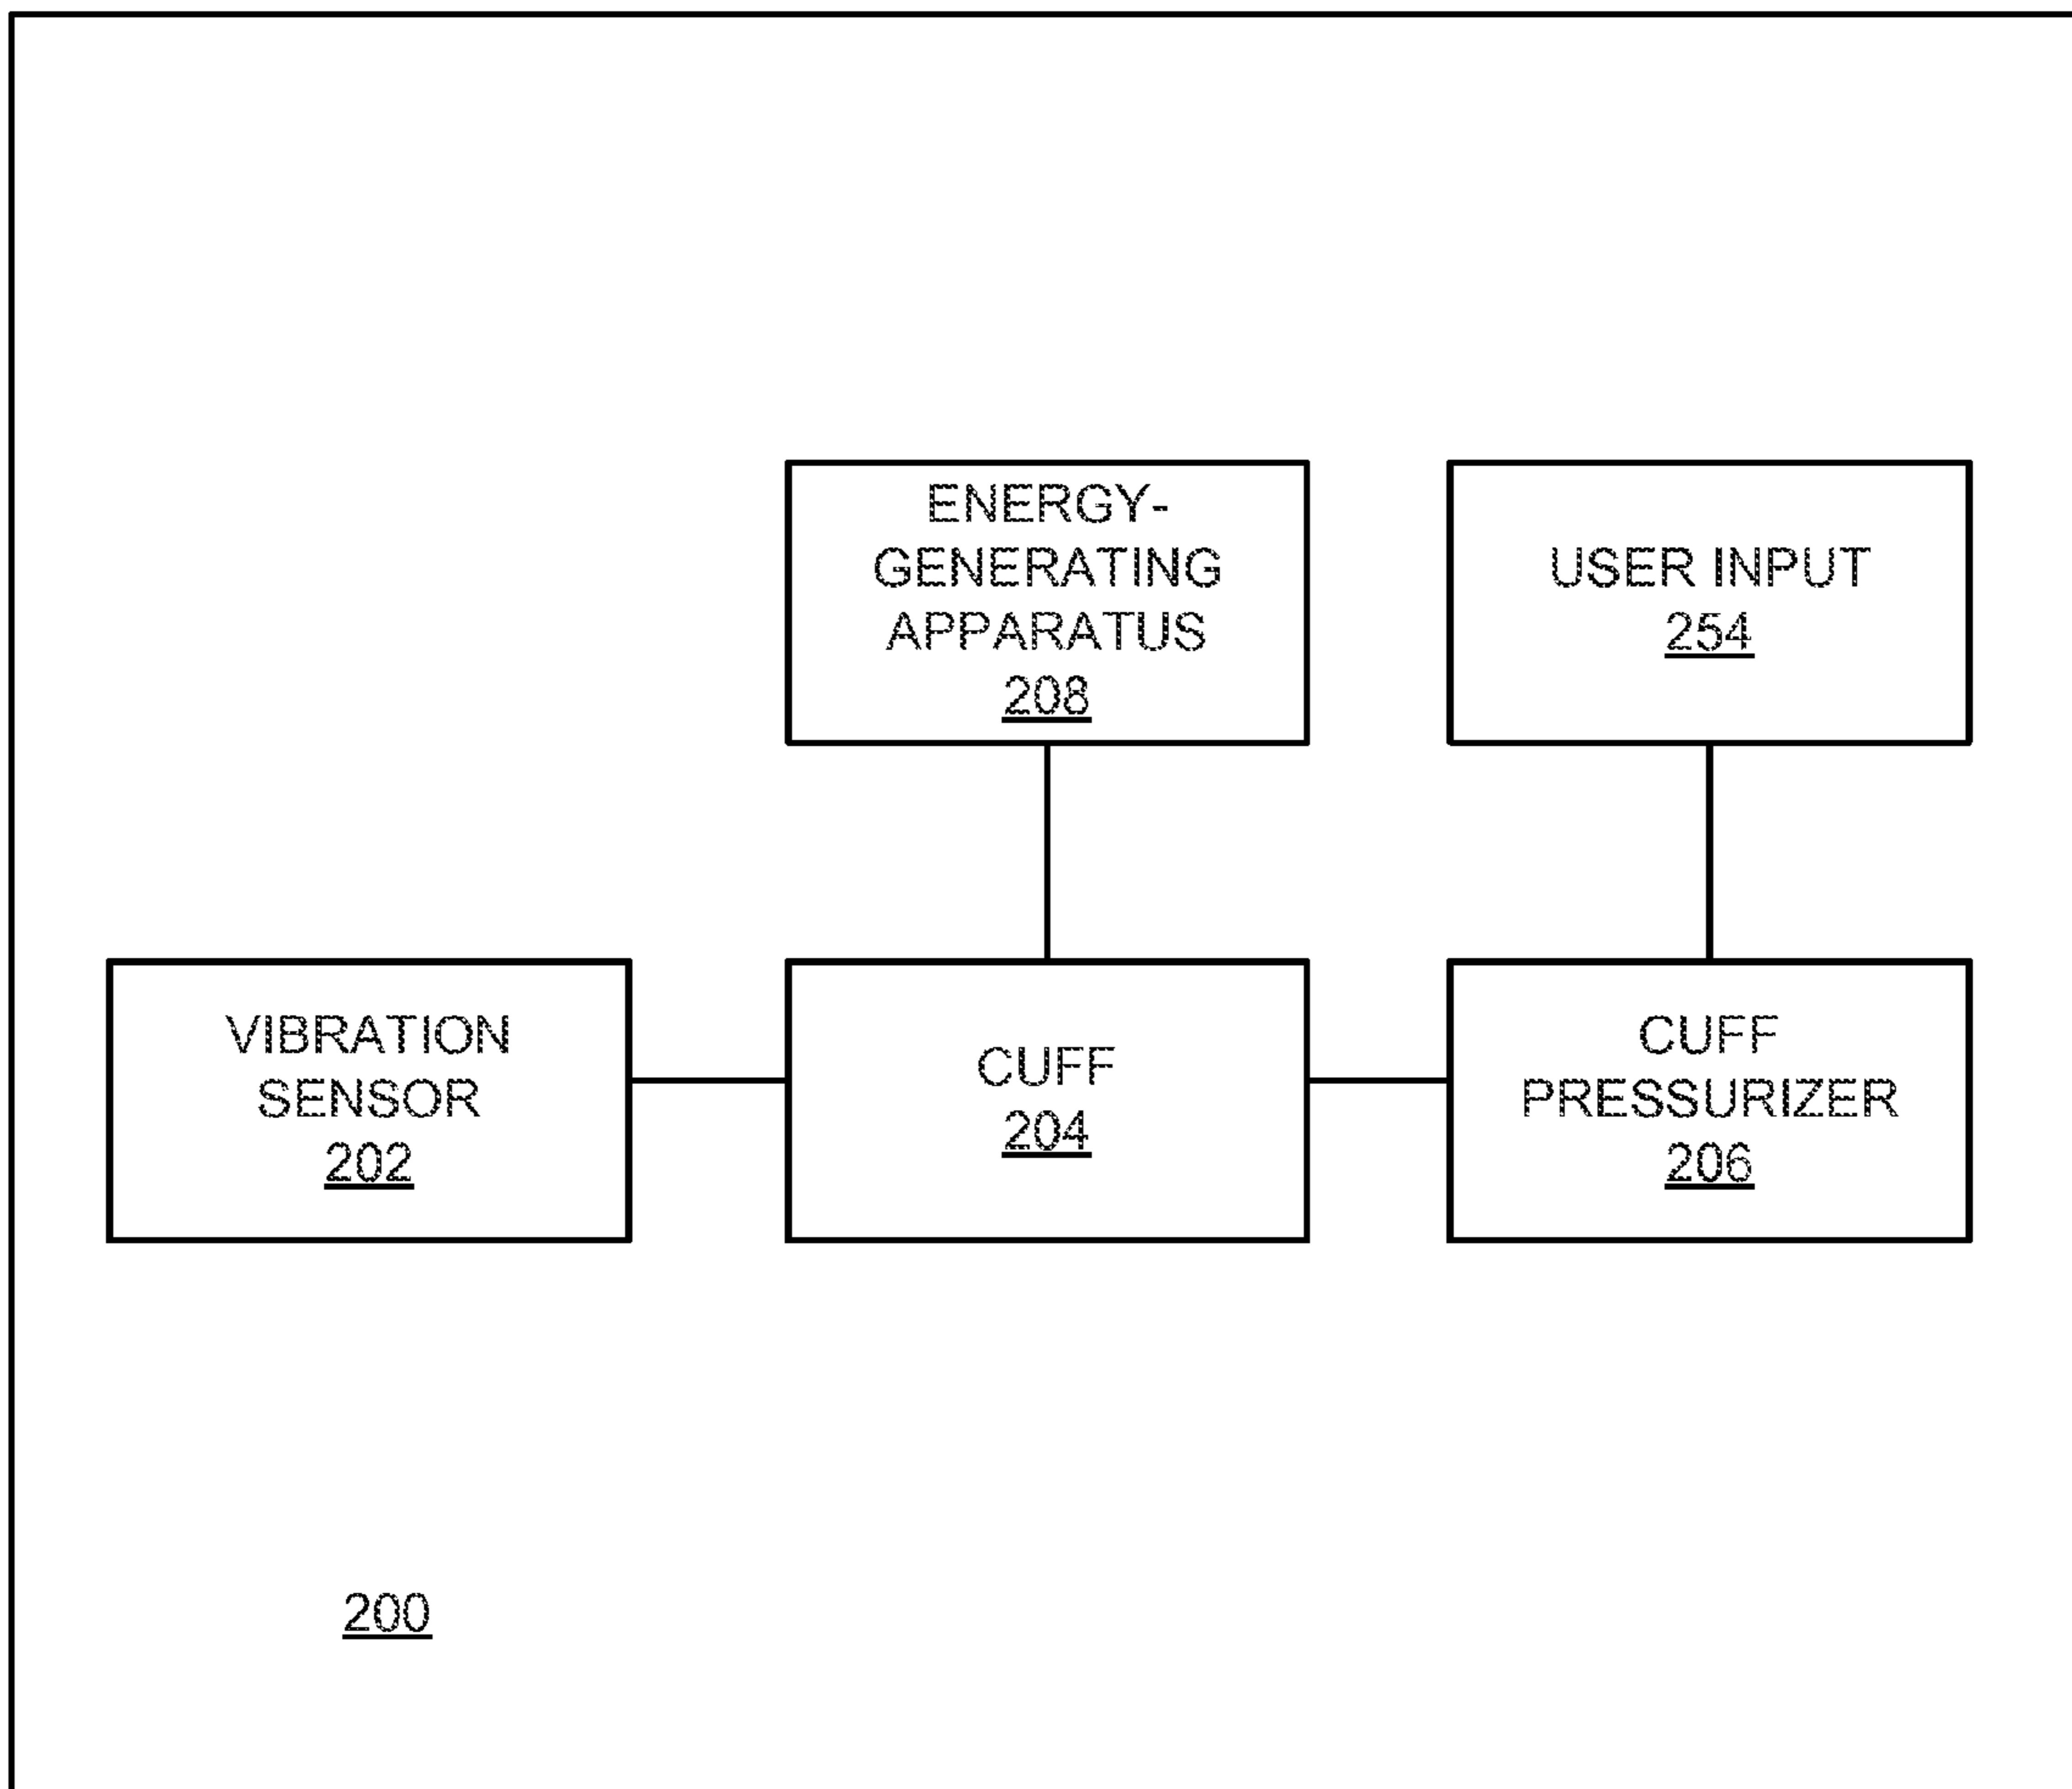 ENERGY-
GENERATING
APPARATUS
208
USER INPUT
254
VIBRATION
SENSOR
202
CUFF
204
CUFF
PRESSURIZER
206
200